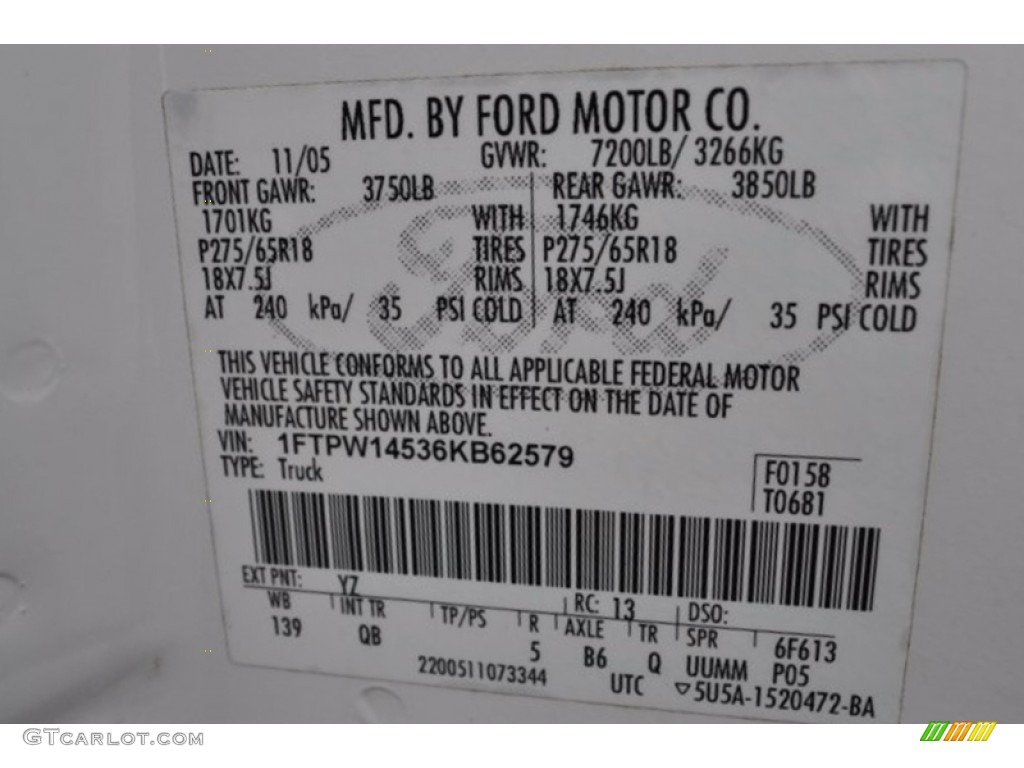 MFD. BY FORD MOTOR CO.
DATE: 11/05 GVWR: 7200LB/ 3266KG
FRONT GAWR: 3750LB REAR GAWR: 3850LB
1701KG WITH 1746KG WITH
P275/65R18 TIRES P275/65R18 TIRES
18X7.5J RIMS 18X7.5J RIMS
AT 240 kPa/ 35 PSI COLD AT 240 kPa/ 35 PSI COLD
Ford
THIS VEHICLE CONFORMS TO ALL APPLICABLE FEDERAL MOTOR
VEHICLE SAFETY STANDARDS IN EFFECT ON THE DATE OF
MANUFACTURE SHOWN ABOVE.
VIN: 1FTPW14536KB62579
TYPE: Truck
F0158
T0681
EXT PNT: YZ RC: 13 DSO:
WB INT TR TP/PS R AXLE TR SPR 6F613
139 QB 5 B6 Q UUMM P05
2200511073344 UTC ▽5U5A-1520472-BA
GTCarlot.com